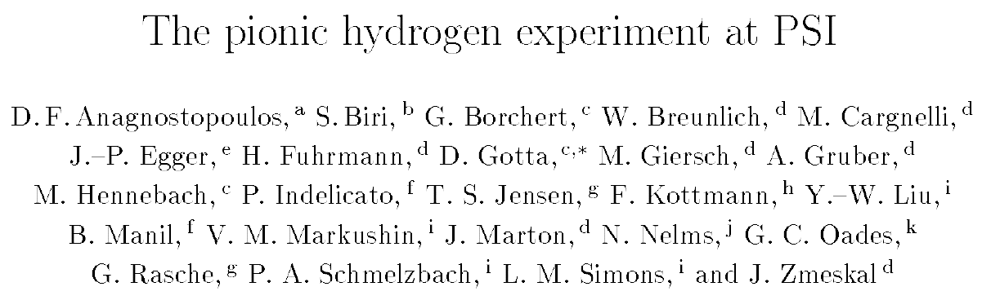 The pionic hydrogen experiment at PSI
D. F. Anagnostopoulos, a S. Biri, b G. Borchert, c W. Breunlich, d M. Cargnelli, d
J.–P. Egger, e H. Fuhrmann, d D. Gotta, c,* M. Giersch, d A. Gruber, d
M. Hennebach, c P. Indelicato, f T. S. Jensen, g F. Kottmann, h Y.–W. Liu, i
B. Manil, f V. M. Markushin, i J. Marton, d N. Nelms, j G. C. Oades, k
G. Rasche, g P. A. Schmelzbach, i L. M. Simons, i and J. Zmeskal d